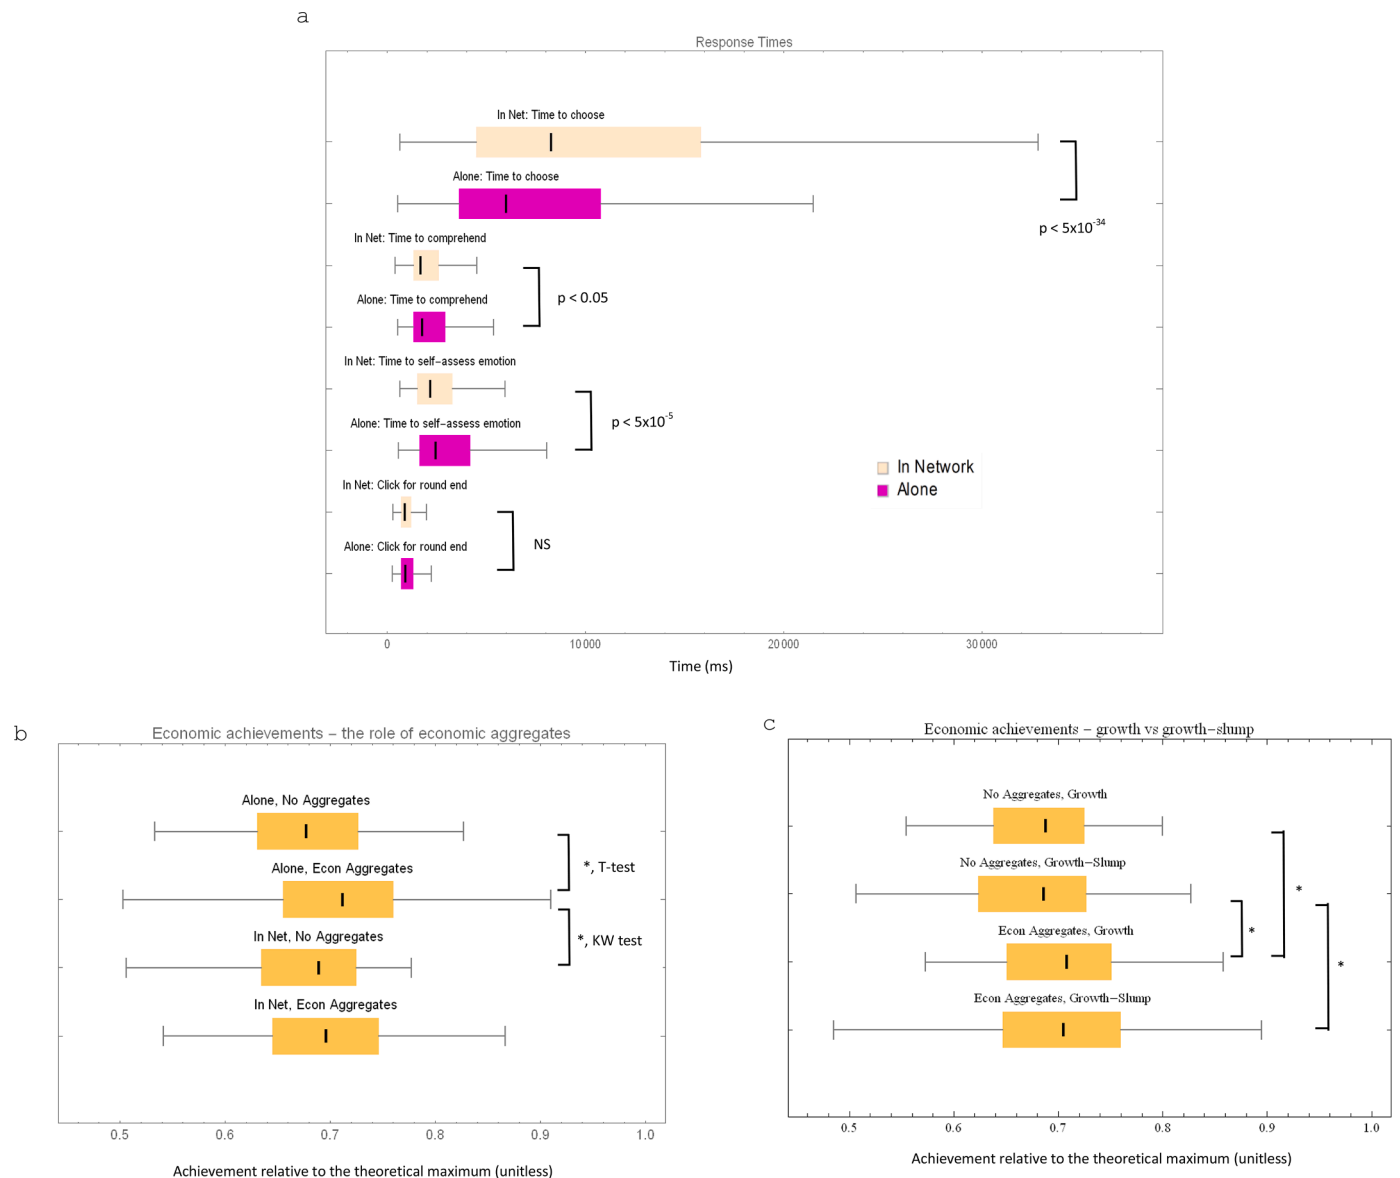 a
Response Times
In Net: Time to choose
Alone: Time to choose
p < 5x10^-34
In Net: Time to comprehend
Alone: Time to comprehend
p < 0.05
In Net: Time to self-assess emotion
Alone: Time to self-assess emotion
p < 5x10^-5
In Network
Alone
In Net: Click for round end
Alone: Click for round end
NS
0 10000 20000 30000
Time (ms)
b
Economic achievements – the role of economic aggregates
Alone, No Aggregates
Alone, Econ Aggregates
*, T-test
In Net, No Aggregates
*, KW test
In Net, Econ Aggregates
0.5 0.6 0.7 0.8 0.9 1.0
Achievement relative to the theoretical maximum (unitless)
c
Economic achievements – growth vs growth-slump
No Aggregates, Growth
No Aggregates, Growth-Slump
*
Econ Aggregates, Growth
*
*
Econ Aggregates, Growth-Slump
0.5 0.6 0.7 0.8 0.9 1.0
Achievement relative to the theoretical maximum (unitless)